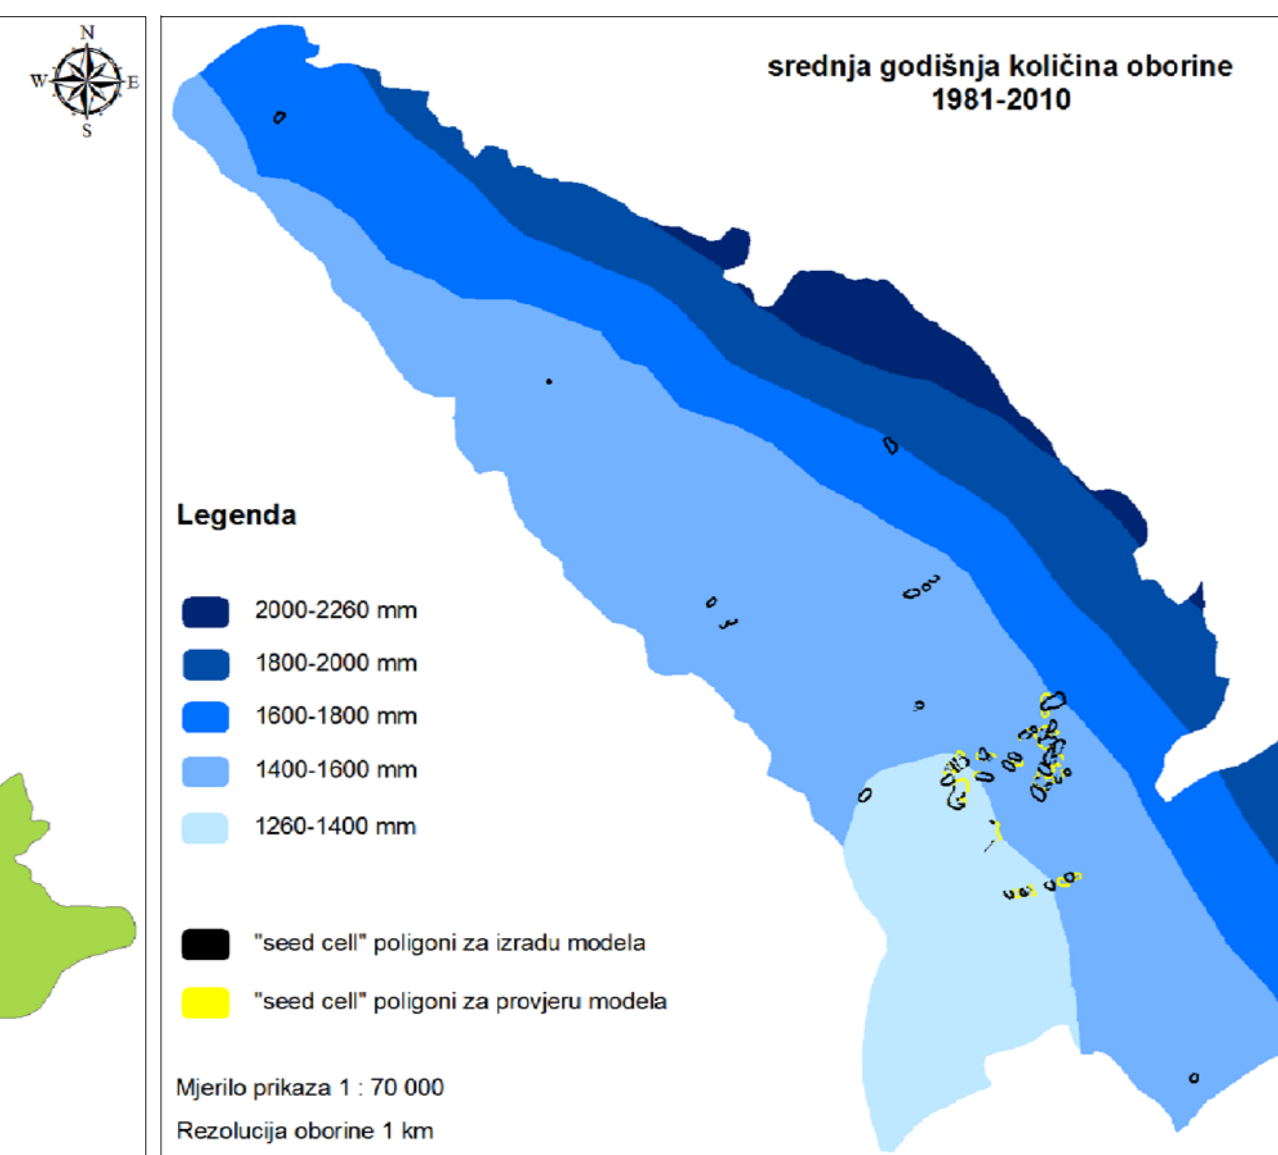 N
W E
S
srednja godišnja količina oborine
1981-2010
Legenda
2000-2260 mm
1800-2000 mm
1600-1800 mm
1400-1600 mm
1260-1400 mm
"seed cell" poligoni za izradu modela
"seed cell" poligoni za provjeru modela
Mjerilo prikaza 1 : 70 000
Rezolucija oborine 1 km